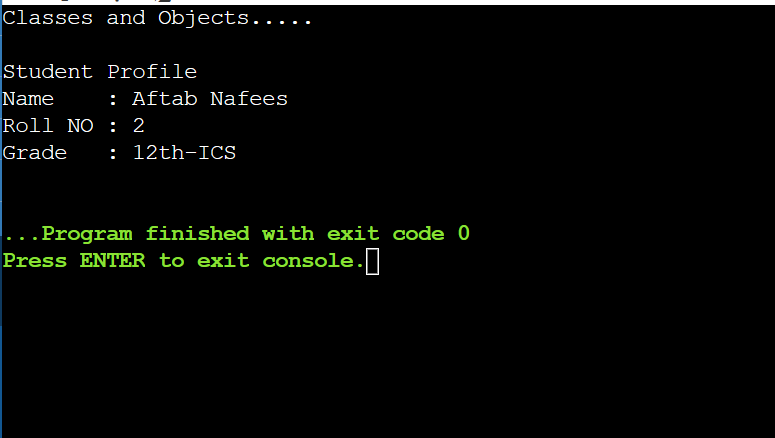 Classes and Objects.....
Student Profile
Name    : Aftab Nafees
Roll NO : 2
Grade   : 12th-ICS
...Program finished with exit code 0
Press ENTER to exit console.